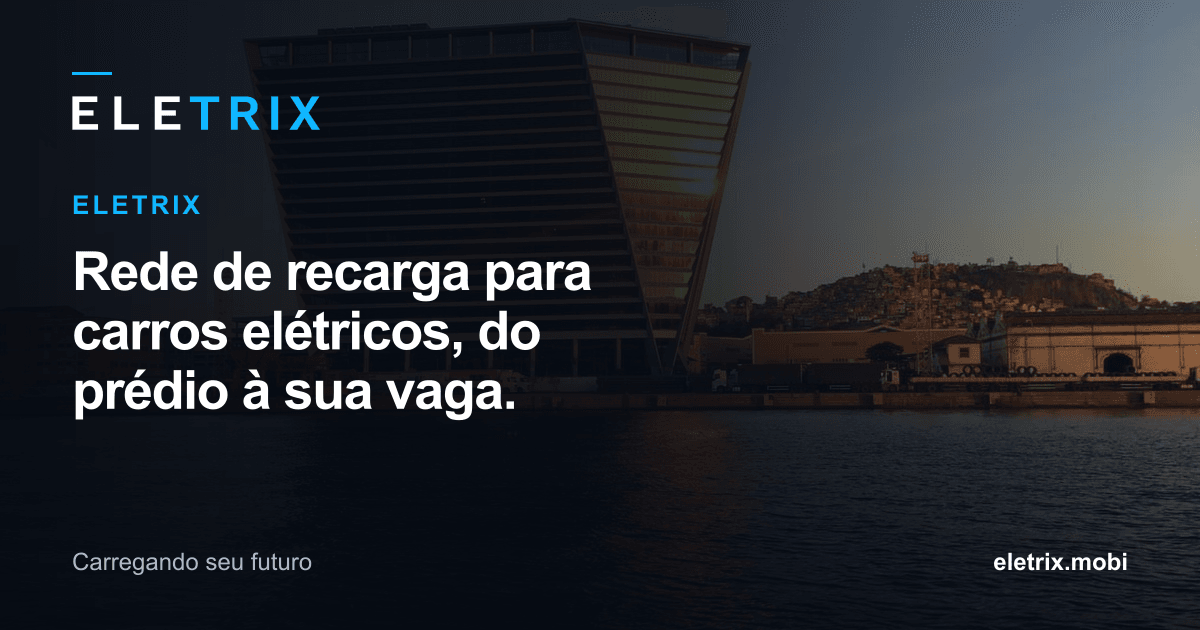 ELETRIX
ELETRIX
Rede de recarga para
carros elétricos, do
prédio à sua vaga.
Carregando seu futuro
eletrix.mobi